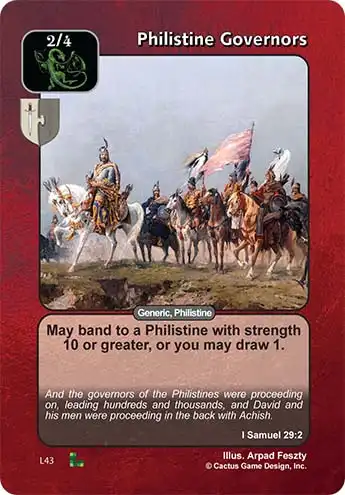 2/4
Philistine Governors
Generic, Philistine
May band to a Philistine with strength
10 or greater, or you may draw 1.
And the governors of the Philistines were proceeding
on, leading hundreds and thousands, and David and
his men were proceeding in the back with Achish.
I Samuel 29:2
L43
L
Illus. Arpad Feszty
© Cactus Game Design, Inc.